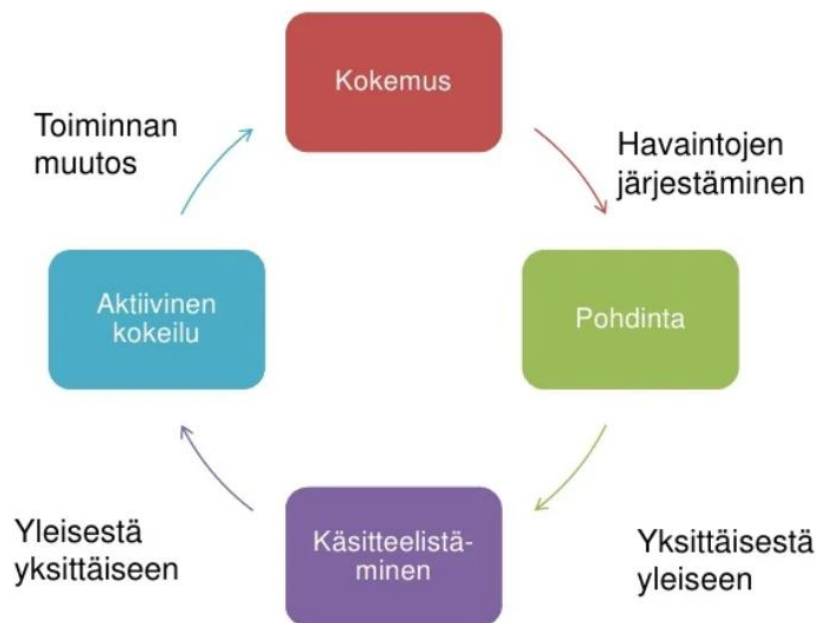 Kokemus
Toiminnan
muutos
Havaintojen
järjestäminen
Aktiivinen
kokeilu
Pohdinta
Käsitteelistä-
minen
Yleisestä
yksittäiseen
Yksittäisestä
yleiseen